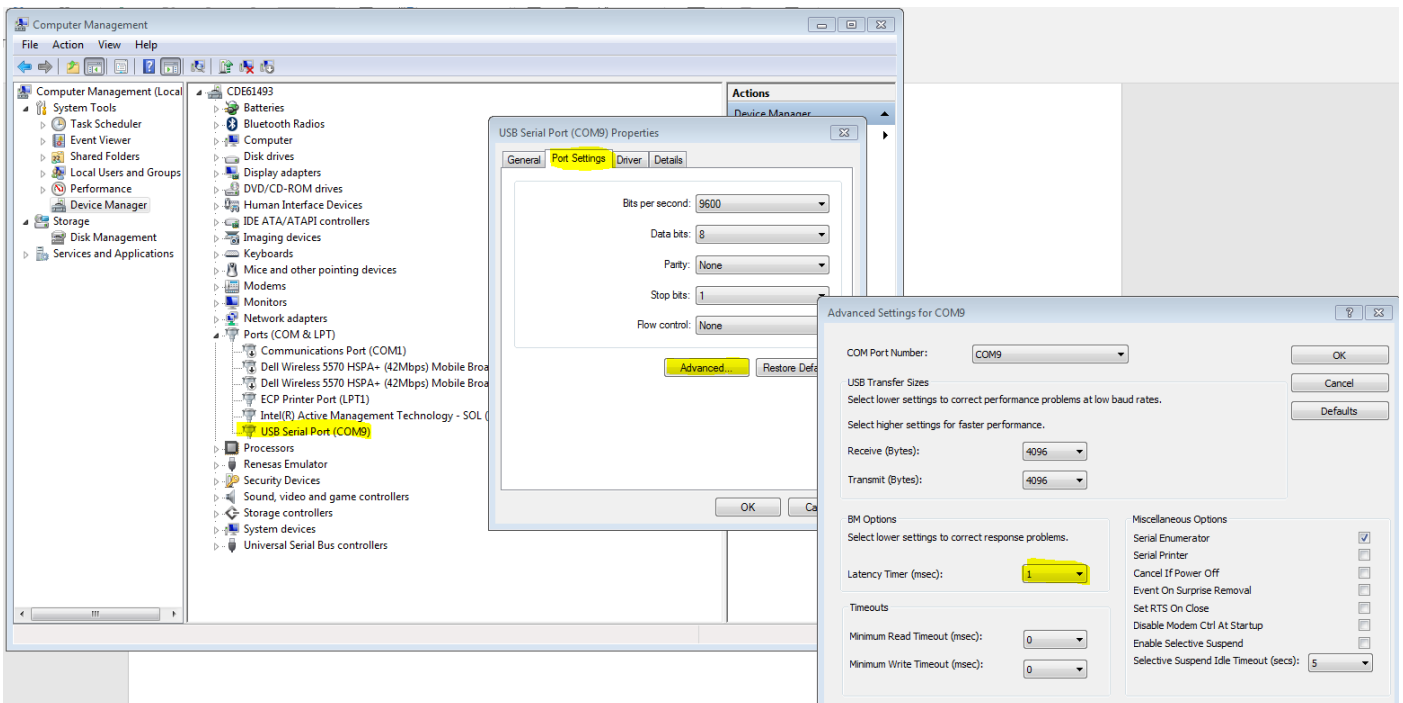 Computer Management
File Action View Help
Computer Management (Local
System Tools
Task Scheduler
Event Viewer
Shared Folders
Local Users and Groups
Performance
Device Manager
Storage
Disk Management
Services and Applications
CDE61493
Batteries
Bluetooth Radios
Computer
Disk drives
Display adapters
DVD/CD-ROM drives
Human Interface Devices
IDE ATA/ATAPI controllers
Imaging devices
Keyboards
Mice and other pointing devices
Modems
Monitors
Network adapters
Ports (COM & LPT)
Communications Port (COM1)
Dell Wireless 5570 HSPA+ (42Mbps) Mobile Broa
Dell Wireless 5570 HSPA+ (42Mbps) Mobile Broa
ECP Printer Port (LPT1)
Intel(R) Active Management Technology - SOL (
USB Serial Port (COM9)
Processors
Renesas Emulator
Security Devices
Sound, video and game controllers
Storage controllers
System devices
Universal Serial Bus controllers
Actions
Device Manager
USB Serial Port (COM9) Properties
General Port Settings Driver Details
Bits per second: 9600
Data bits: 8
Parity: None
Stop bits: 1
Flow control: None
Advanced... Restore Defa
OK Ca
Advanced Settings for COM9
COM Port Number: COM9
OK
USB Transfer Sizes
Cancel
Select lower settings to correct performance problems at low baud rates.
Defaults
Select higher settings for faster performance.
Receive (Bytes): 4096
Transmit (Bytes): 4096
BM Options
Select lower settings to correct response problems.
Latency Timer (msec): 1
Timeouts
Minimum Read Timeout (msec): 0
Minimum Write Timeout (msec): 0
Miscellaneous Options
Serial Enumerator
Serial Printer
Cancel If Power Off
Event On Surprise Removal
Set RTS On Close
Disable Modem Ctrl At Startup
Enable Selective Suspend
Selective Suspend Idle Timeout (secs): 5